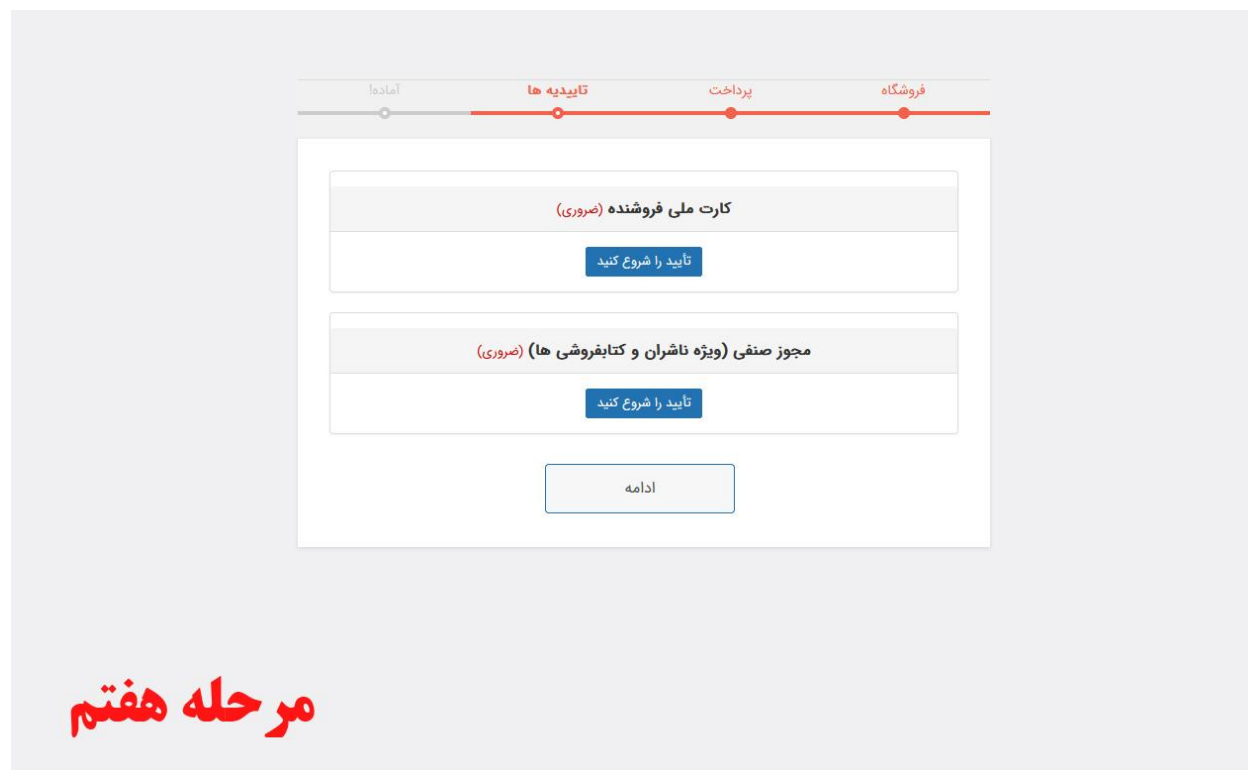 فروشگاه
پرداخت
تاییدیه ها
آماده!
کارت ملی فروشنده (ضروری)
تأیید را شروع کنید
مجوز صنفی (ویژه ناشران و کتابفروشی ها) (ضروری)
تأیید را شروع کنید
ادامه
مرحله هفتم